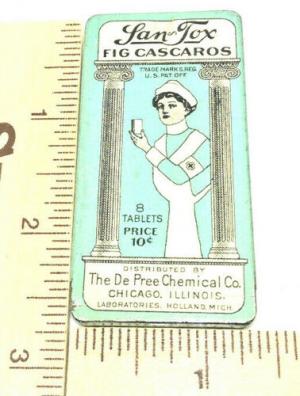 San-Tox
FIG CASCAROS
TRADE MARKS REG.
U.S. PAT. OFF
8
TABLETS
PRICE
10¢
DISTRIBUTED BY
The De Pree Chemical Co.
CHICAGO, ILLINOIS.
LABORATORIES, HOLLAND, MICH.
1
2
3